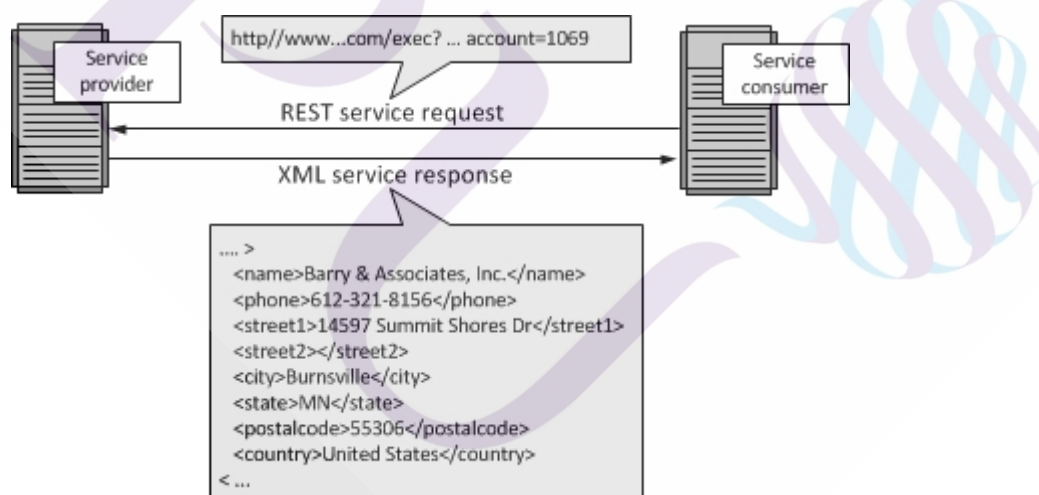 Service
provider
http//www...com/exec? ... account=1069
Service
consumer
REST service request
XML service response
.... >
<name>Barry & Associates, Inc.</name>
<phone>612-321-8156</phone>
<street1>14597 Summit Shores Dr</street1>
<street2></street2>
<city>Burnsville</city>
<state>MN</state>
<postalcode>55306</postalcode>
<country>United States</country>
< ...